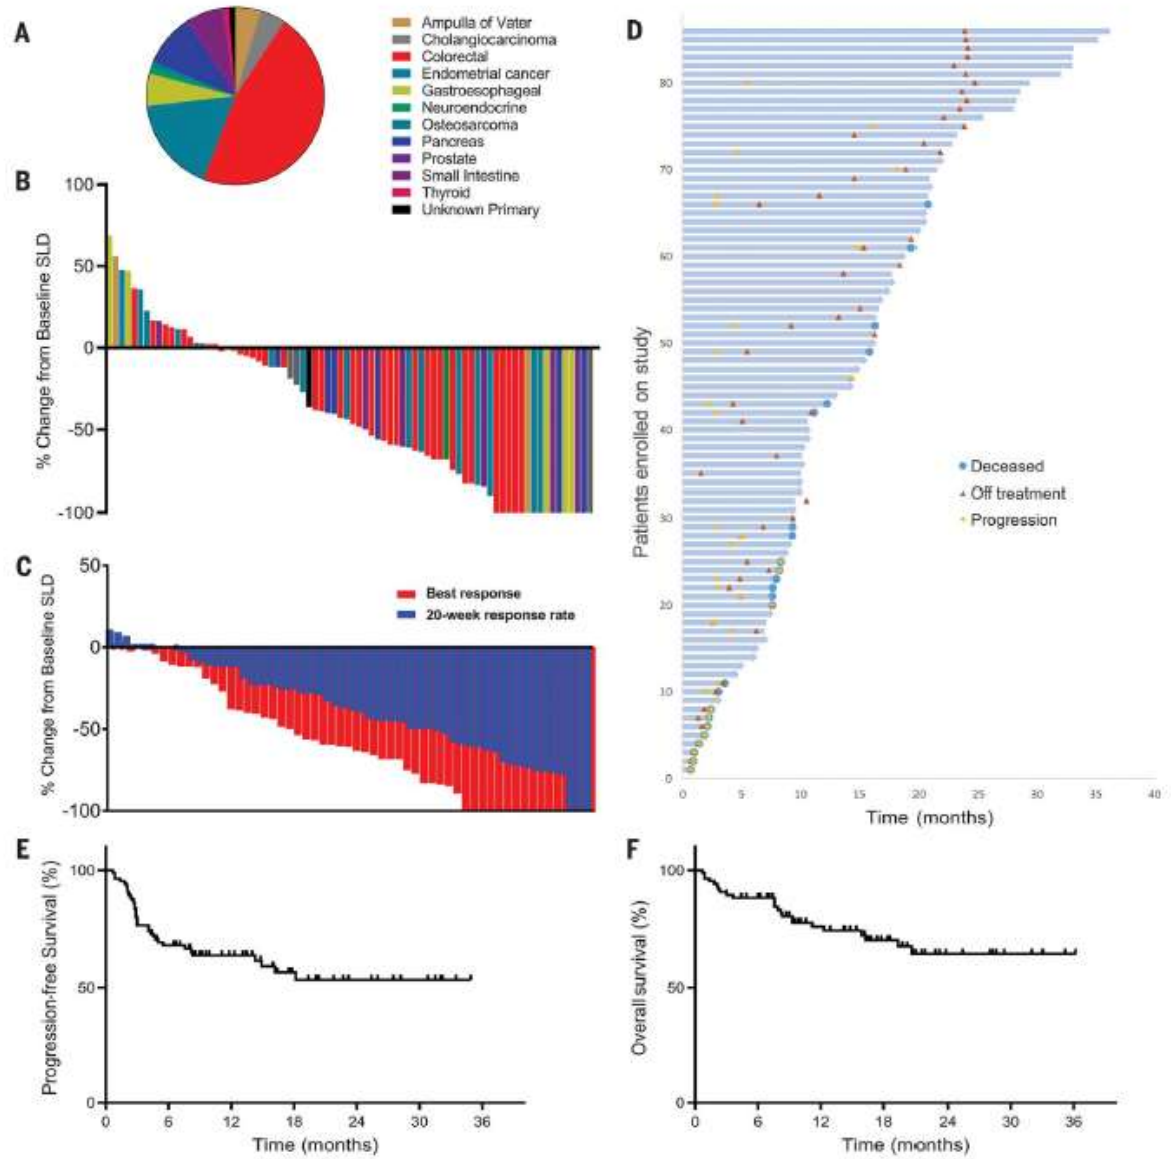 A
Ampulla of Vater
Cholangiocarcinoma
Colorectal
Endometrial cancer
Gastroesophageal
Neuroendocrine
Osteosarcoma
Pancreas
Prostate
Small Intestine
Thyroid
Unknown Primary
B
% Change from Baseline SLD
100
50
0
-50
-100
C
% Change from Baseline SLD
50
0
-50
-100
Best response
20-week response rate
D
Patients enrolled on study
80
70
60
50
40
30
20
10
0
0 5 10 15 20 25 30 35 40
Time (months)
Deceased
Off treatment
Progression
E
Progression-free Survival (%)
100
50
0
0 6 12 18 24 30 36
Time (months)
F
Overall survival (%)
100
50
0
0 6 12 18 24 30 36
Time (months)